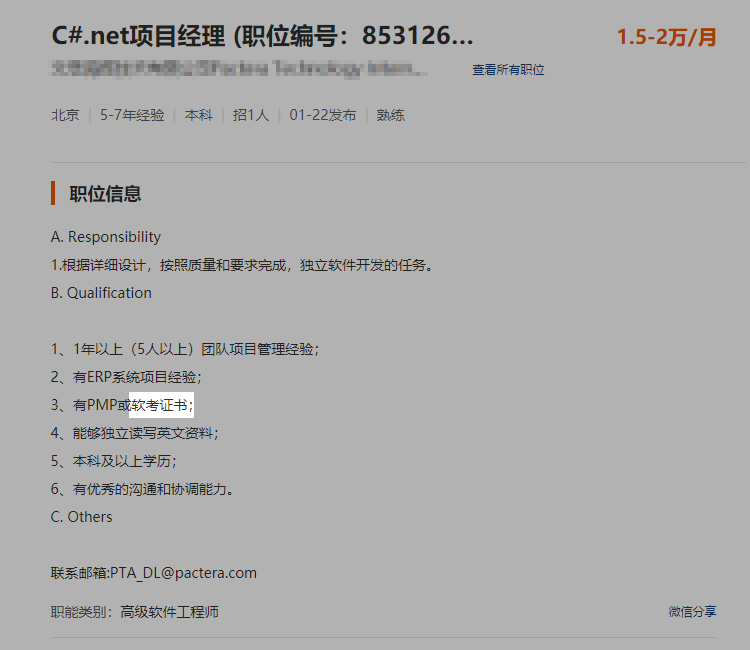 C#.net项目经理 (职位编号：853126...
1.5-2万/月
查看所有职位
北京 | 5-7年经验 | 本科 | 招1人 | 01-22发布 | 熟练
职位信息
A. Responsibility
1.根据详细设计，按照质量和要求完成，独立软件开发的任务。
B. Qualification
1、1年以上（5人以上）团队项目管理经验；
2、有ERP系统项目经验；
3、有PMP或软考证书；
4、能够独立读写英文资料；
5、本科及以上学历；
6、有优秀的沟通和协调能力。
C. Others
联系邮箱:PTA_DL@pactera.com
职能类别：高级软件工程师
微信分享